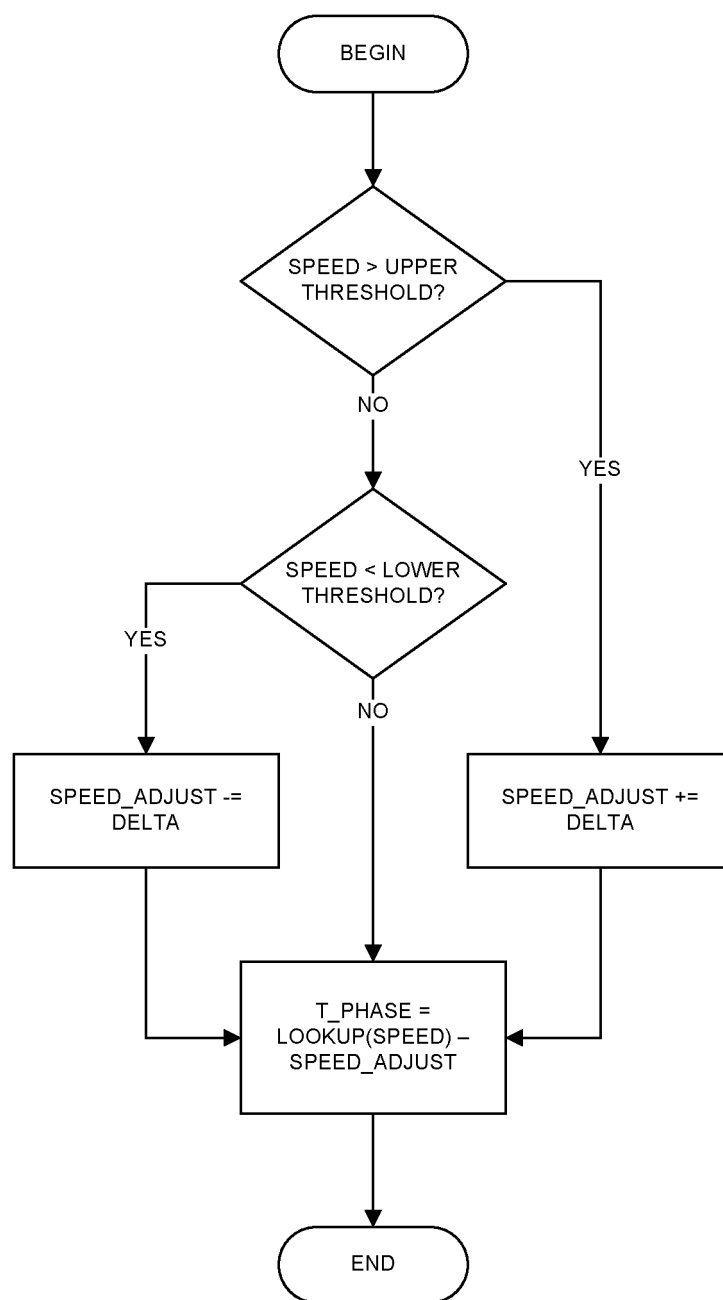 BEGIN
SPEED > UPPER
THRESHOLD?
NO
YES
SPEED < LOWER
THRESHOLD?
YES
NO
SPEED_ADJUST -=
DELTA
SPEED_ADJUST +=
DELTA
T_PHASE =
LOOKUP(SPEED) –
SPEED_ADJUST
END